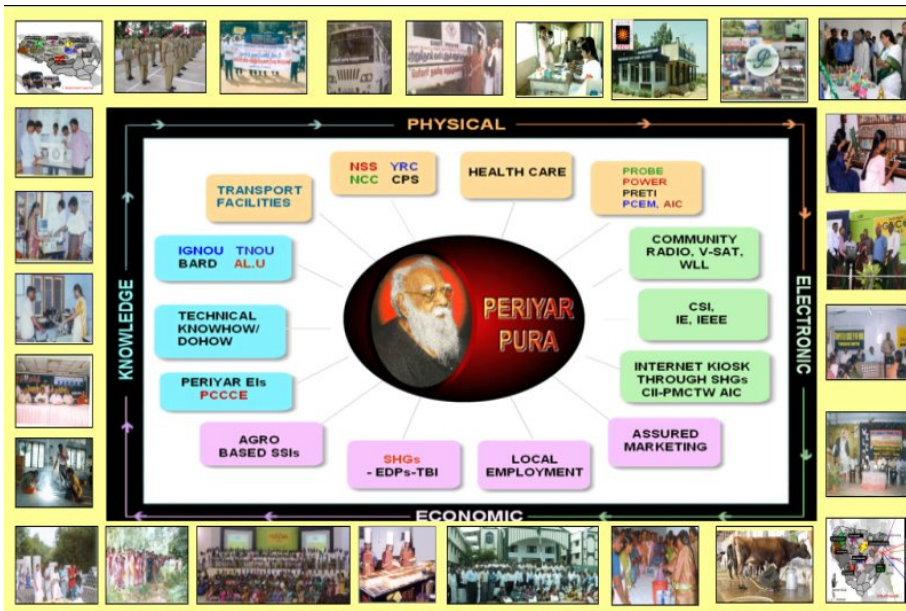 PHYSICAL
TRANSPORT
FACILITIES
NSS YRC
NCC CPS
HEALTH CARE
PROBE
POWER
PRETI
PCEM, AIC
IGNOU TNOU
BARD AL.U
COMMUNITY
RADIO, V-SAT,
WLL
KNOWLEDGE
TECHNICAL
KNOWHOW/
DOHOW
PERIYAR
PURA
CSI,
IE, IEEE
ELECTRONIC
PERIYAR EIs
PCCCE
INTERNET KIOSK
THROUGH SHGs
CII-PMCTW AIC
AGRO
BASED SSIs
SHGs
- EDPs-TBI
LOCAL
EMPLOYMENT
ASSURED
MARKETING
ECONOMIC